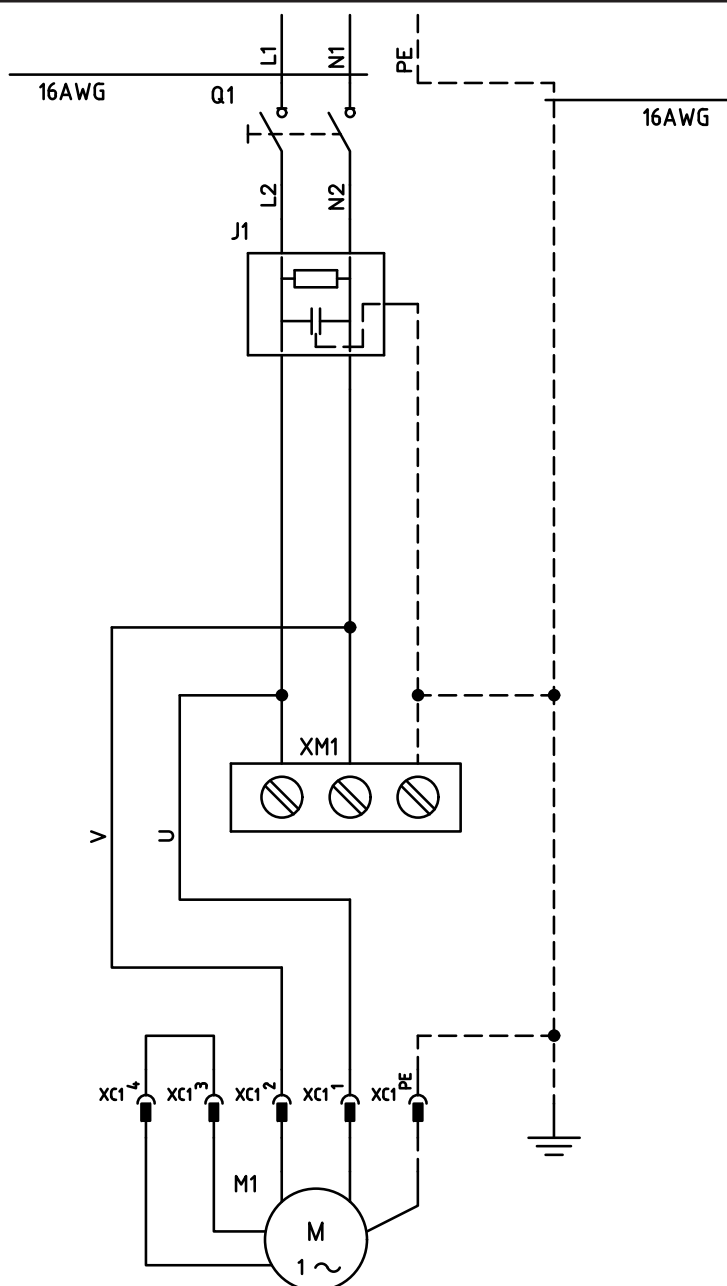 L1
N1
PE
16AWG
Q1
16AWG
L2
N2
J1
XM1
V
U
XC1 4
XC1 3
XC1 2
XC1 1
XC1 PE
M1
M
1 ~